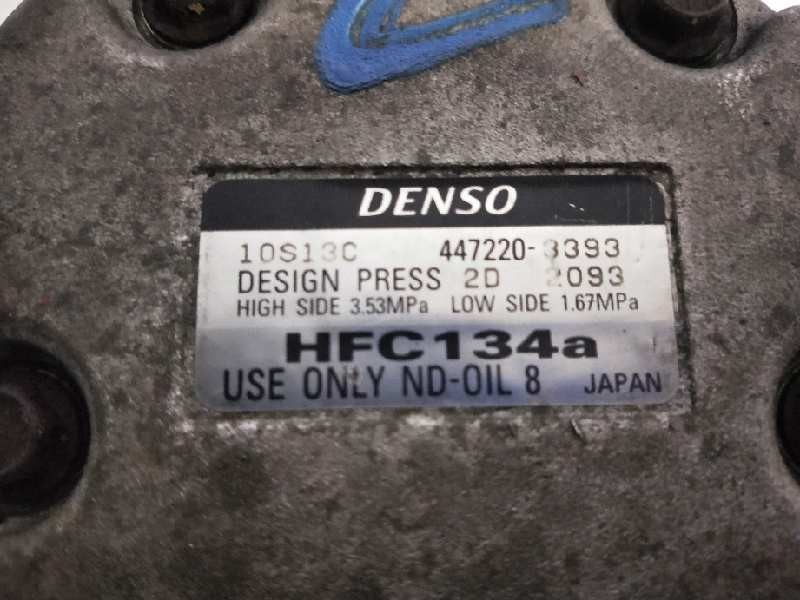 DENSO
10S13C 447220-3393
DESIGN PRESS 2D 2093
HIGH SIDE 3.53MPa LOW SIDE 1.67MPa
HFC134a
USE ONLY ND-OIL 8 JAPAN